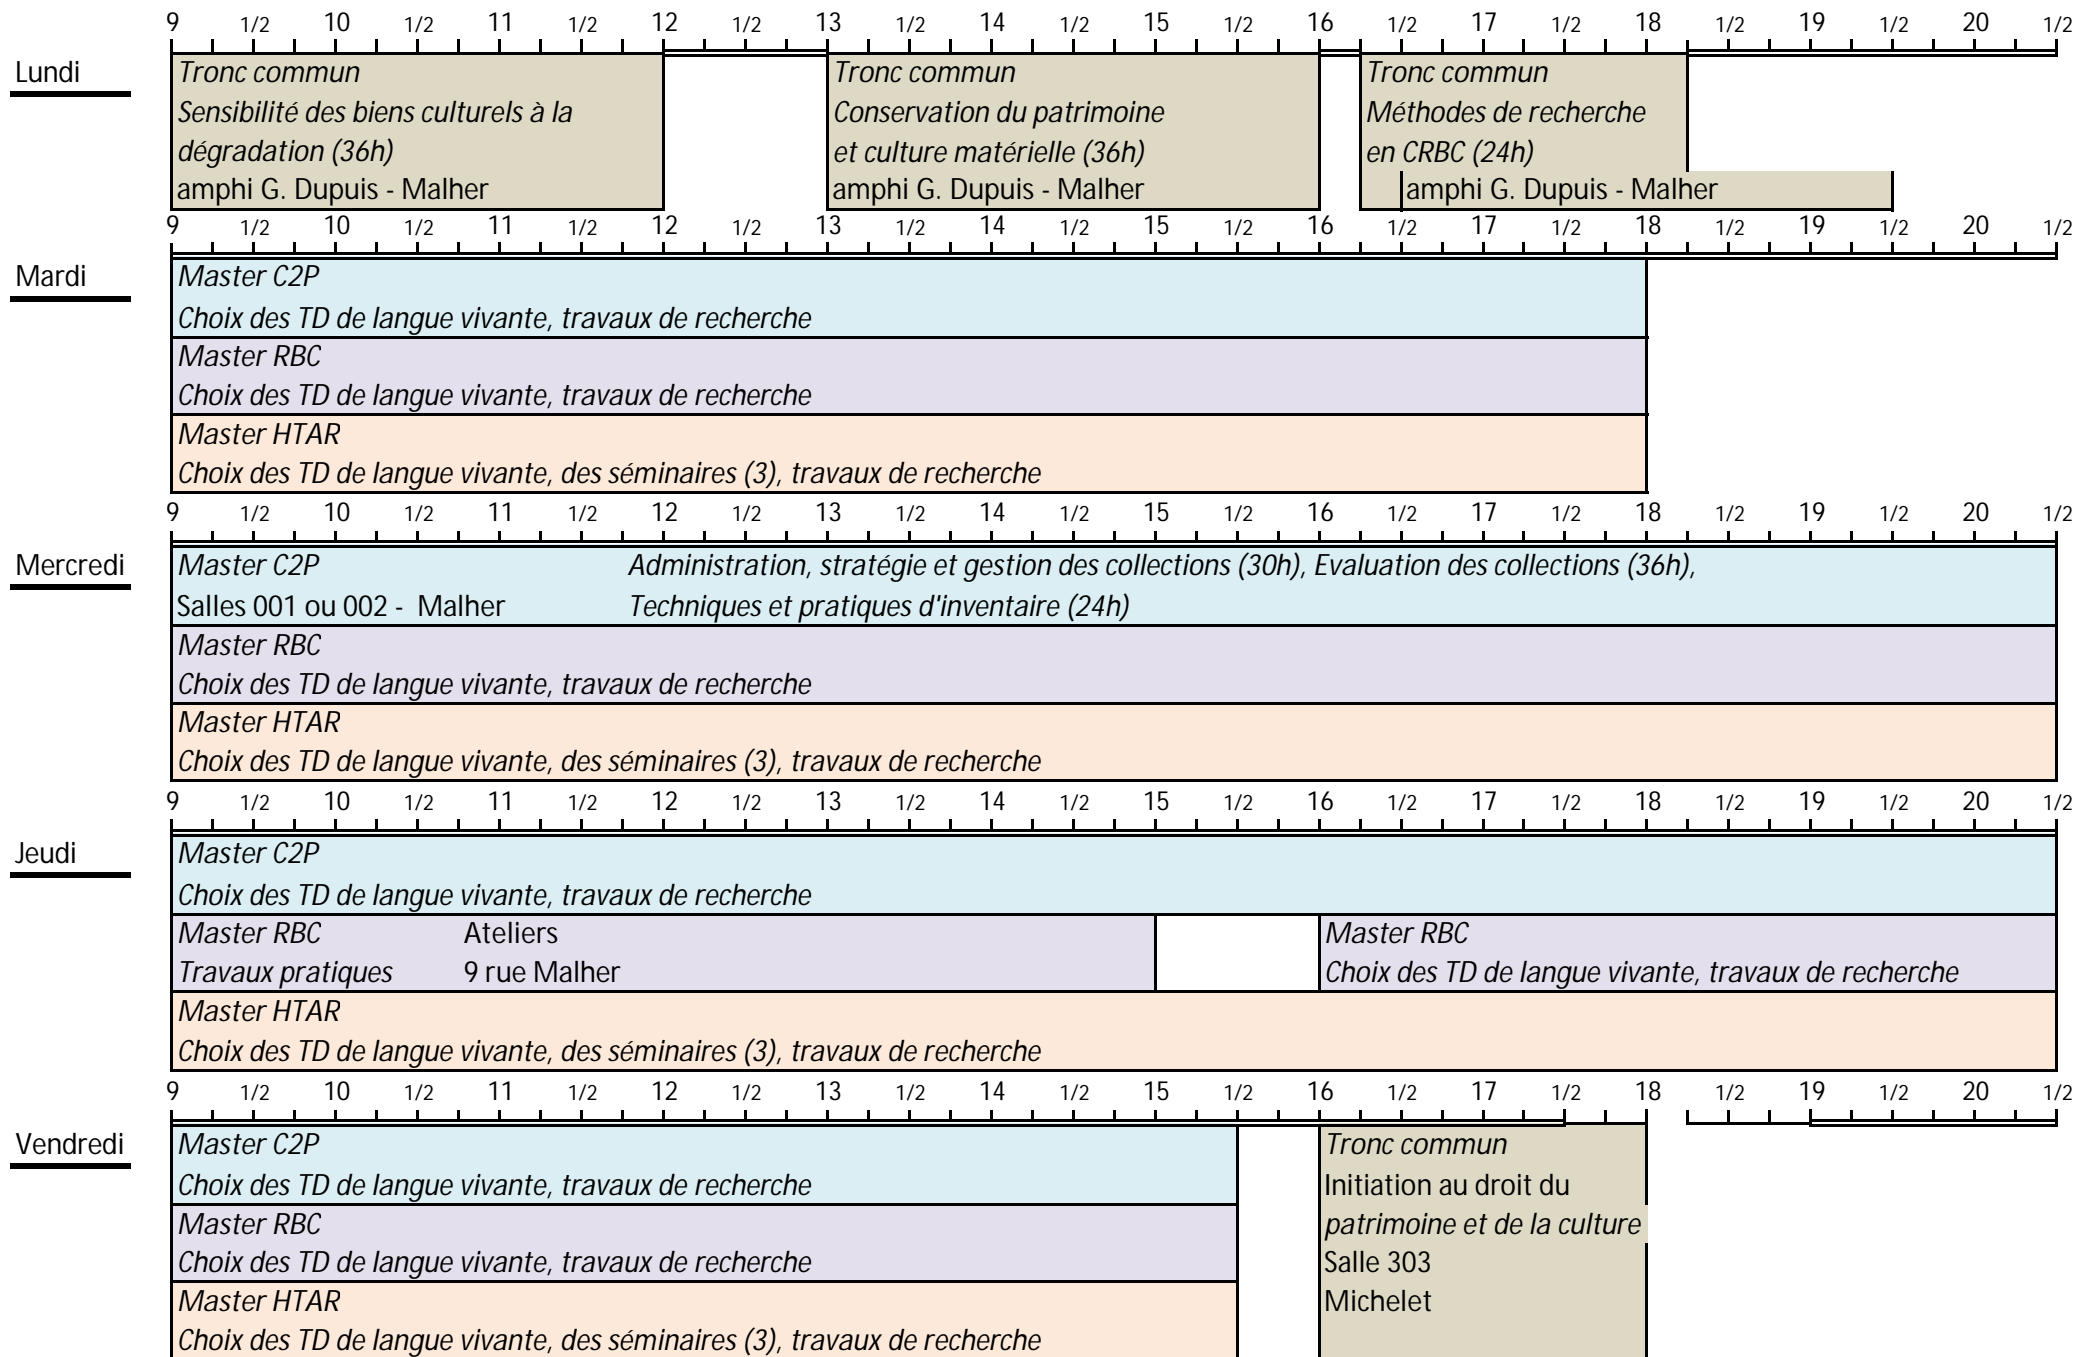 9 1/2 10 1/2 11 1/2 12 1/2 13 1/2 14 1/2 15 1/2 16 1/2 17 1/2 18 1/2 19 1/2 20 1/2
Lundi
Tronc commun
Sensibilité des biens culturels à la
dégradation (36h)
amphi G. Dupuis - Malher
Tronc commun
Conservation du patrimoine
et culture matérielle (36h)
amphi G. Dupuis - Malher
Tronc commun
Méthodes de recherche
en CRBC (24h)
amphi G. Dupuis - Malher
9 1/2 10 1/2 11 1/2 12 1/2 13 1/2 14 1/2 15 1/2 16 1/2 17 1/2 18 1/2 19 1/2 20 1/2
Mardi
Master C2P
Choix des TD de langue vivante, travaux de recherche
Master RBC
Choix des TD de langue vivante, travaux de recherche
Master HTAR
Choix des TD de langue vivante, des séminaires (3), travaux de recherche
9 1/2 10 1/2 11 1/2 12 1/2 13 1/2 14 1/2 15 1/2 16 1/2 17 1/2 18 1/2 19 1/2 20 1/2
Mercredi
Master C2P Administration, stratégie et gestion des collections (30h), Evaluation des collections (36h),
Salles 001 ou 002 - Malher Techniques et pratiques d'inventaire (24h)
Master RBC
Choix des TD de langue vivante, travaux de recherche
Master HTAR
Choix des TD de langue vivante, des séminaires (3), travaux de recherche
9 1/2 10 1/2 11 1/2 12 1/2 13 1/2 14 1/2 15 1/2 16 1/2 17 1/2 18 1/2 19 1/2 20 1/2
Jeudi
Master C2P
Choix des TD de langue vivante, travaux de recherche
Master RBC Ateliers
Travaux pratiques 9 rue Malher
Master RBC
Choix des TD de langue vivante, travaux de recherche
Master HTAR
Choix des TD de langue vivante, des séminaires (3), travaux de recherche
9 1/2 10 1/2 11 1/2 12 1/2 13 1/2 14 1/2 15 1/2 16 1/2 17 1/2 18 1/2 19 1/2 20 1/2
Vendredi
Master C2P
Choix des TD de langue vivante, travaux de recherche
Master RBC
Choix des TD de langue vivante, travaux de recherche
Master HTAR
Choix des TD de langue vivante, des séminaires (3), travaux de recherche
Tronc commun
Initiation au droit du
patrimoine et de la culture
Salle 303
Michelet